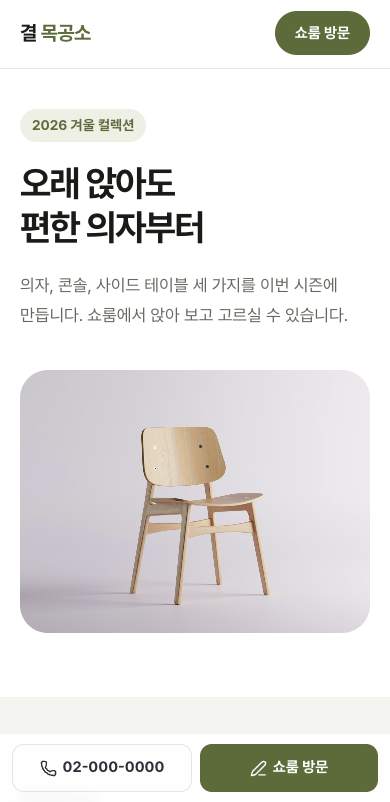 결 목공소
쇼룸 방문
2026 겨울 컬렉션
오래 앉아도
편한 의자부터
의자, 콘솔, 사이드 테이블 세 가지를 이번 시즌에
만듭니다. 쇼룸에서 앉아 보고 고르실 수 있습니다.
02-000-0000
쇼룸 방문